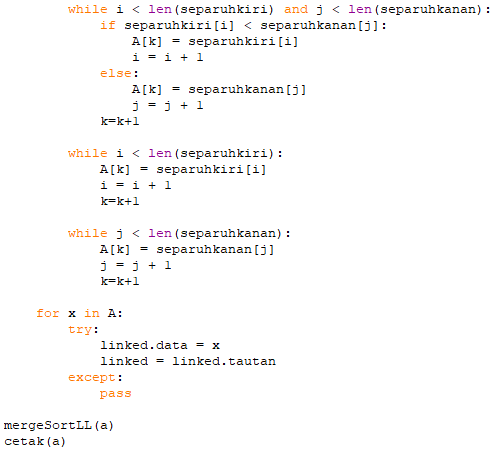 while i < len(separuhkiri) and j < len(separuhkanan):
if separuhkiri[i] < separuhkanan[j]:
A[k] = separuhkiri[i]
i = i + 1
else:
A[k] = separuhkanan[j]
j = j + 1
k=k+1
while i < len(separuhkiri):
A[k] = separuhkiri[i]
i = i + 1
k=k+1
while j < len(separuhkanan):
A[k] = separuhkanan[j]
j = j + 1
k=k+1
for x in A:
try:
linked.data = x
linked = linked.tautan
except:
pass
mergeSortLL(a)
cetak(a)